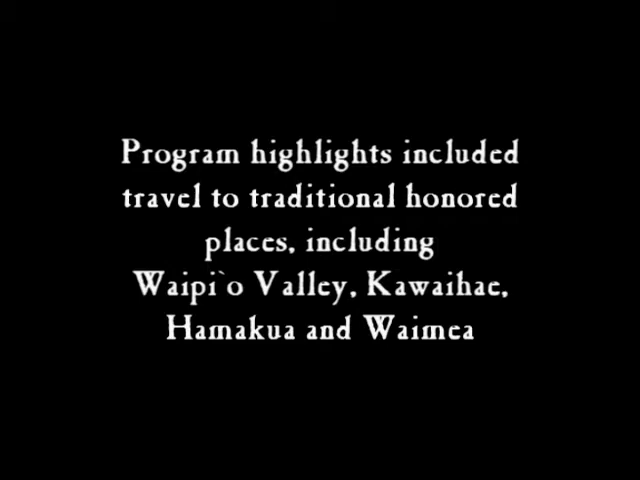 Program highlights included
travel to traditional honored
places, including
Waipi`o Valley, Kawaihae,
Hamakua and Waimea